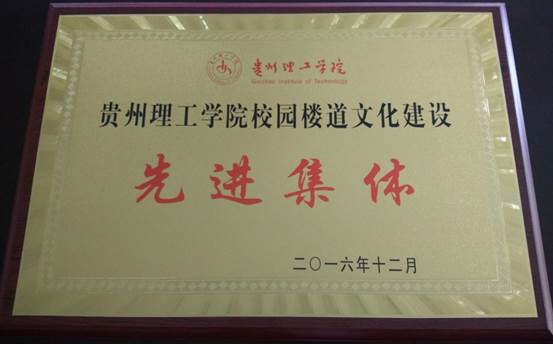 贵州理工学院
Guizhou Institute of Technology
贵州理工学院校园楼道文化建设
先进集体
二〇一六年十二月